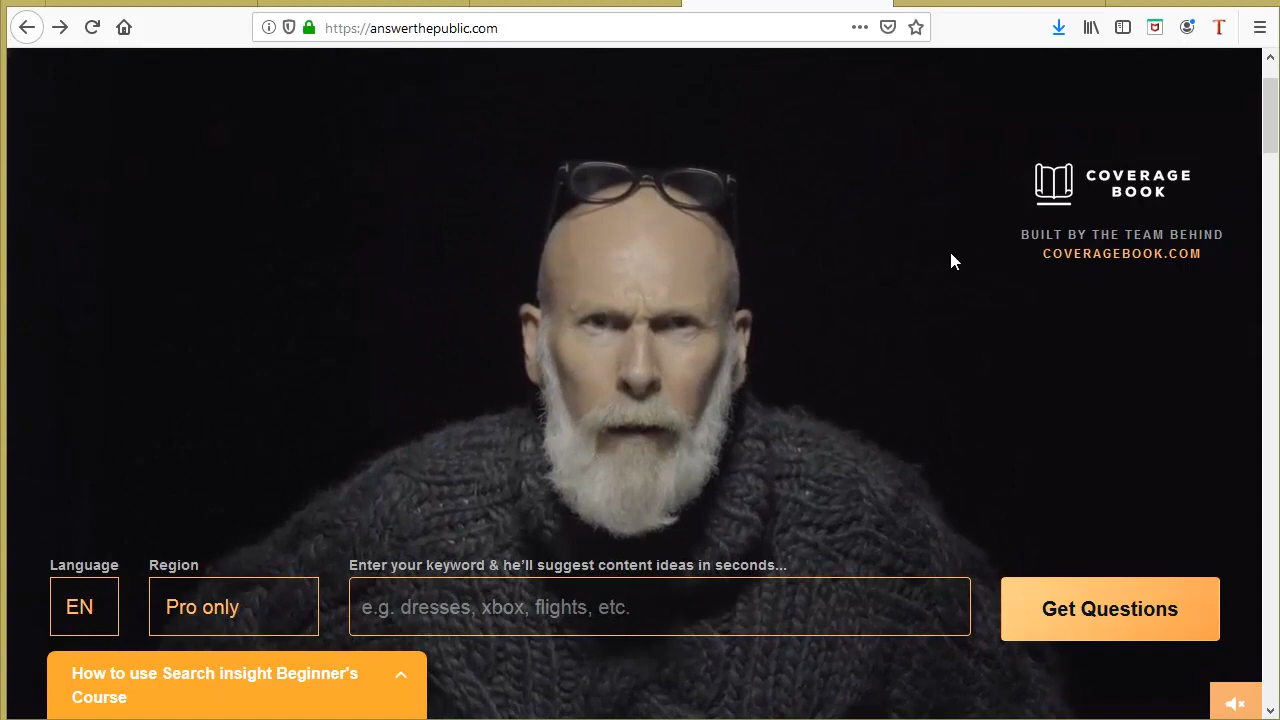 https://answerthepublic.com
COVERAGE
BOOK
BUILT BY THE TEAM BEHIND
COVERAGEBOOK.COM
Language
Region
Enter your keyword & he’ll suggest content ideas in seconds...
EN
Pro only
e.g. dresses, xbox, flights, etc.
Get Questions
How to use Search insight Beginner's
Course